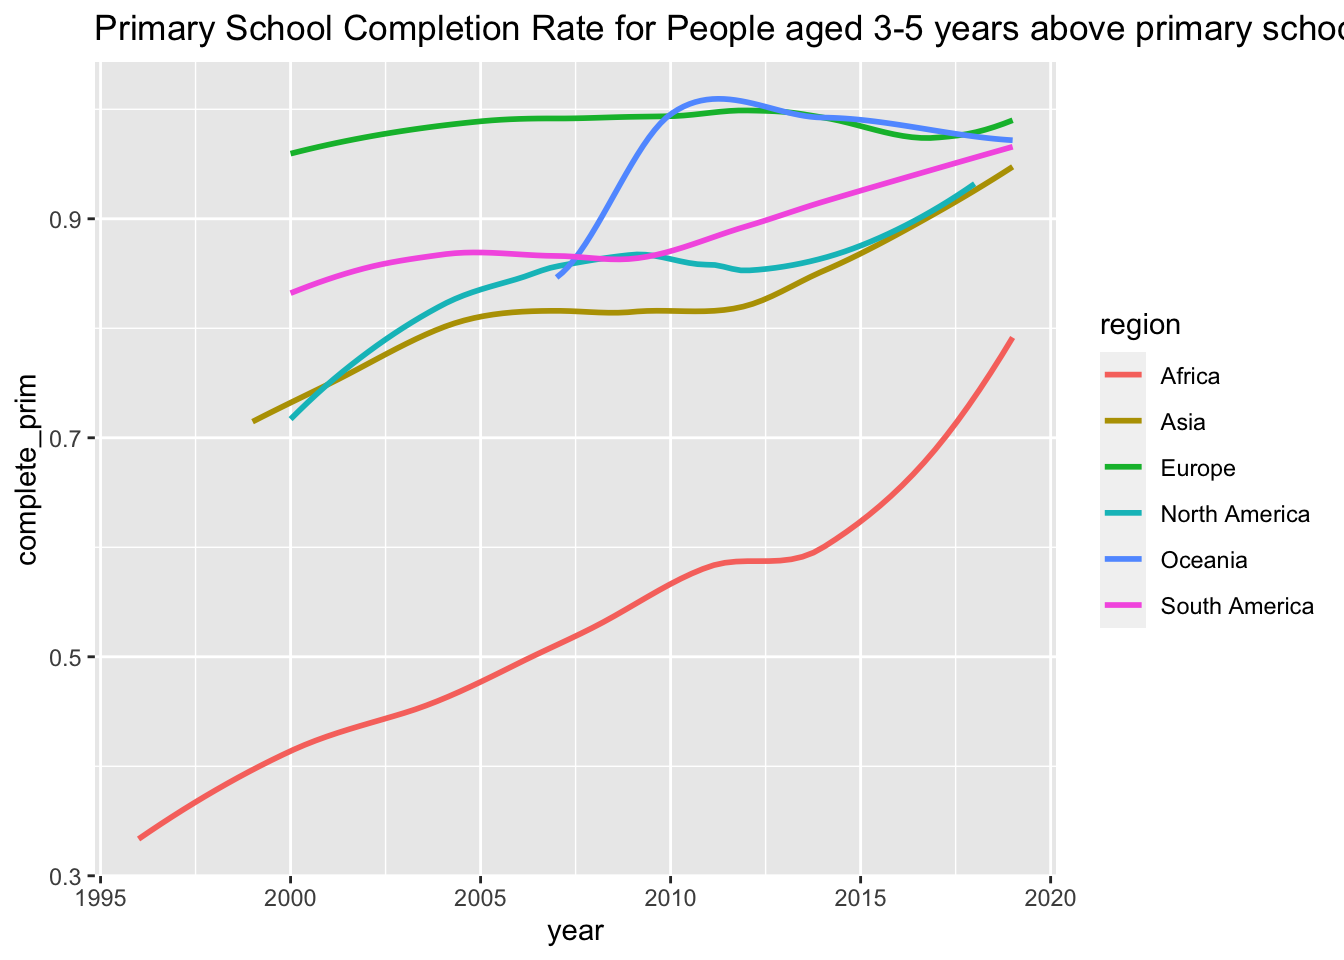 Primary School Completion Rate for People aged 3-5 years above primary
complete_prim
0.9
0.7
0.5
0.3
1995 2000 2005 2010 2015 2020
year
region
Africa
Asia
Europe
North America
Oceania
South America